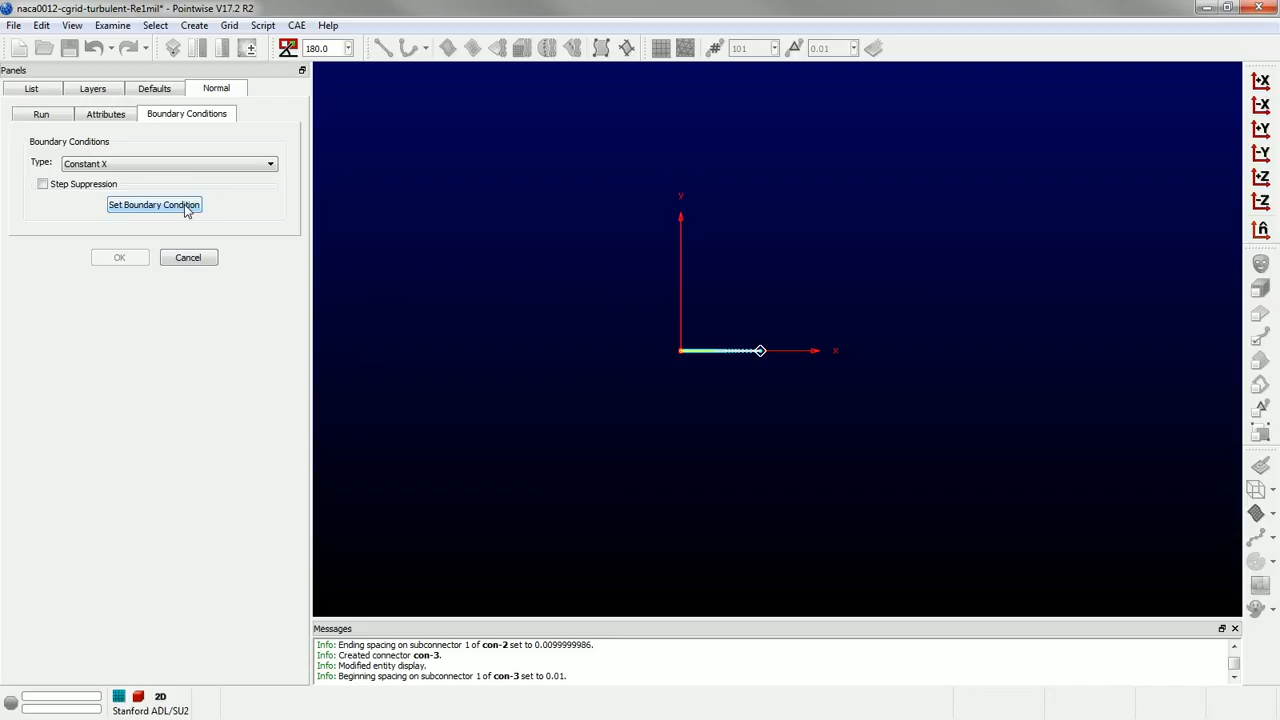 naca0012-cgrid-turbulent-Re1mil* - Pointwise V17.2 R2
File Edit View Examine Select Create Grid Script CAE Help
180.0 101 0.01
Panels
List Layers Defaults Normal
Run Attributes Boundary Conditions
Boundary Conditions
Type: Constant X
Step Suppression
Set Boundary Condition
OK Cancel
y
x
+X
-X
+Y
-Y
+Z
-Z
n̂
Messages
Info: Ending spacing on subconnector 1 of con-2 set to 0.0099999986.
Info: Created connector con-3.
Info: Modified entity display.
Info: Beginning spacing on subconnector 1 of con-3 set to 0.01.
2D
Stanford ADL/SU2